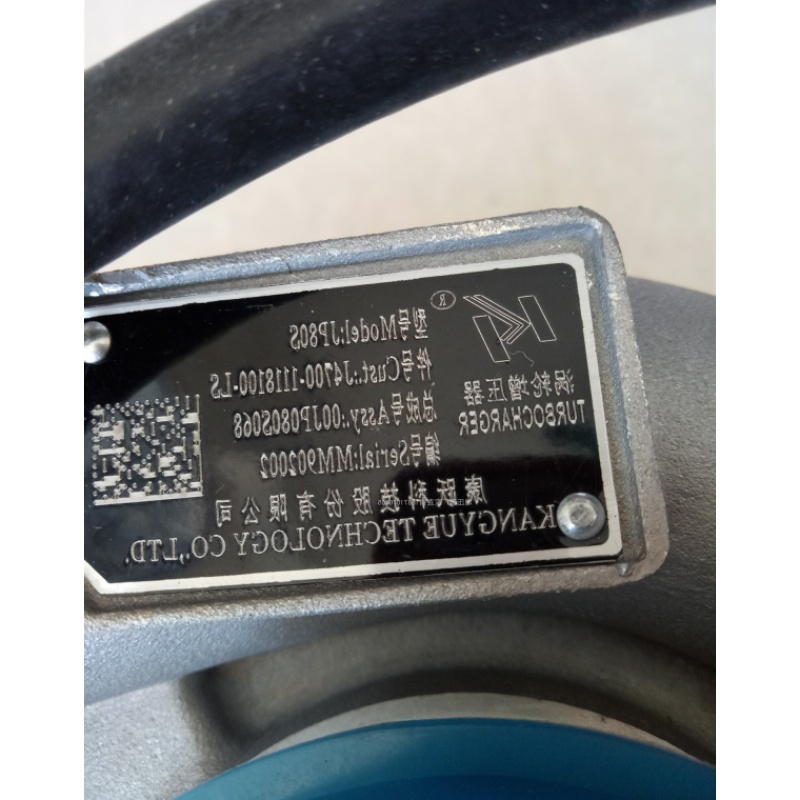 ®
涡轮增压器
TURBOCHARGER
型号Model:JP80S
件号Cust.:J4700-1118100-LS
总成号Assy.:00JP080S068
编号Serial:MM902002
康跃科技股份有限公司
KANGYUE TECHNOLOGY CO.,LTD.